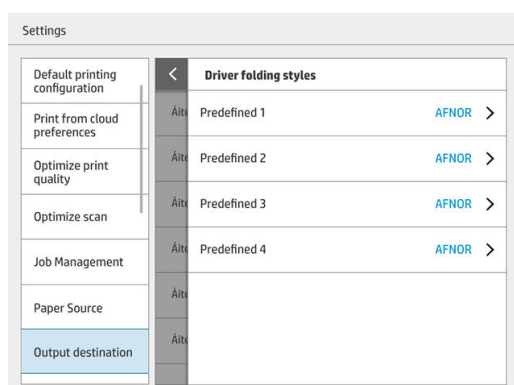 Settings
Default printing
configuration
Print from cloud
preferences
Optimize print
quality
Optimize scan
Job Management
Paper Source
Output destination
Driver folding styles
Predefined 1 AFNOR
Predefined 2 AFNOR
Predefined 3 AFNOR
Predefined 4 AFNOR